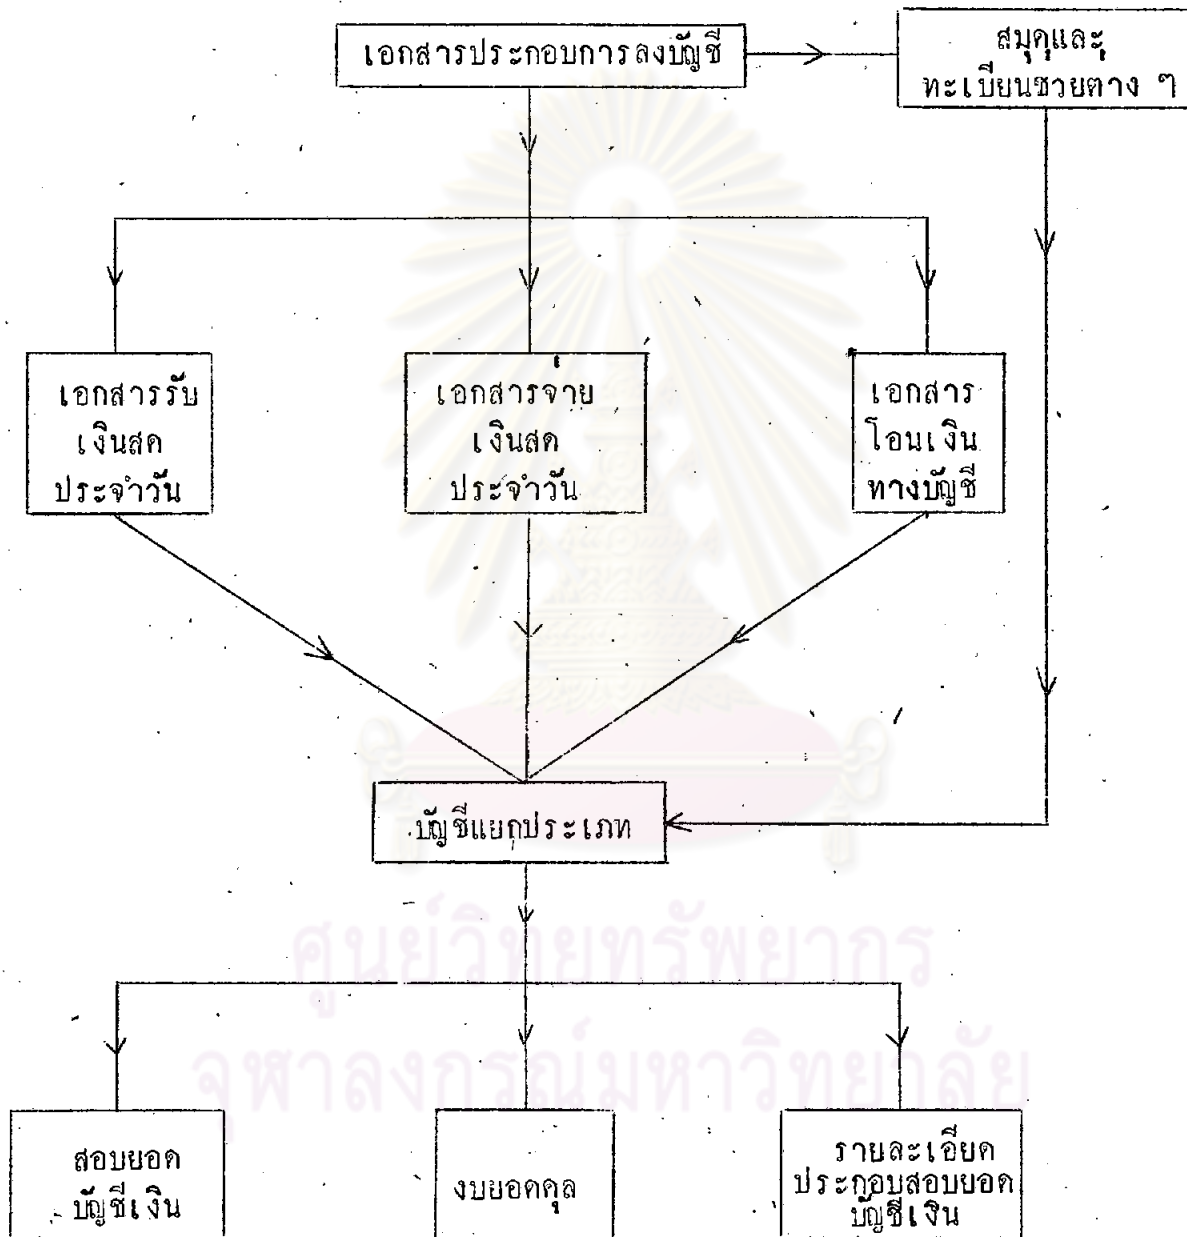 เอกสารประกอบการลงบัญชี
สมุดและ
ทะเบียนชวยตาง ๆ
เอกสารรับ
เงินสด
ประจำวัน
เอกสารจ่าย
เงินสด
ประจำวัน
เอกสาร
โอนเงิน
ทางบัญชี
บัญชีแยกประเภท
ศูนย์วิทยทรัพยากร
จุฬาลงกรณ์มหาวิทยาลัย
สอบยอด
บัญชีเงิน
งบยอดดุล
รายละเอียด
ประกอบสอบยอด
บัญชีเงิน